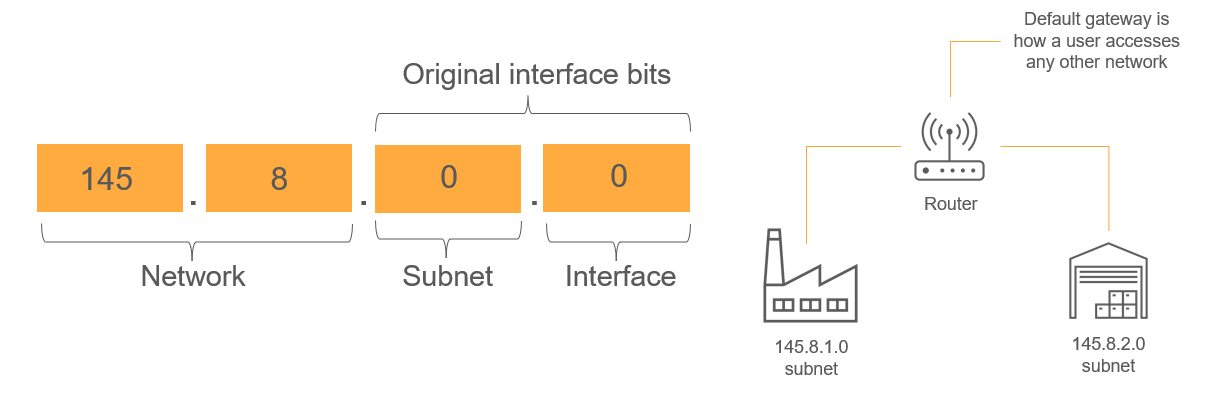 Original interface bits
145 . 8 . 0 . 0
Network
Subnet
Interface
Default gateway is
how a user accesses
any other network
Router
145.8.1.0
subnet
145.8.2.0
subnet